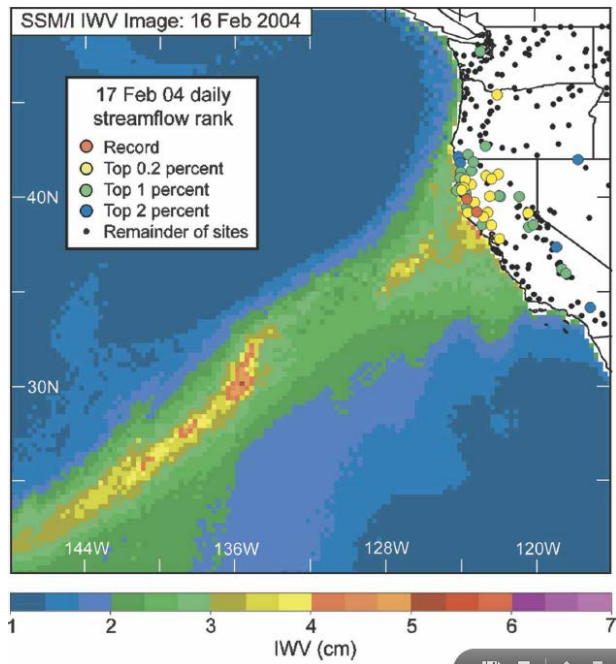 SSM/I IWV Image: 16 Feb 2004
17 Feb 04 daily
streamflow rank
Record
Top 0.2 percent
Top 1 percent
Top 2 percent
Remainder of sites
40N
30N
144W 136W 128W 120W
1 2 3 4 5 6 7
IWV (cm)